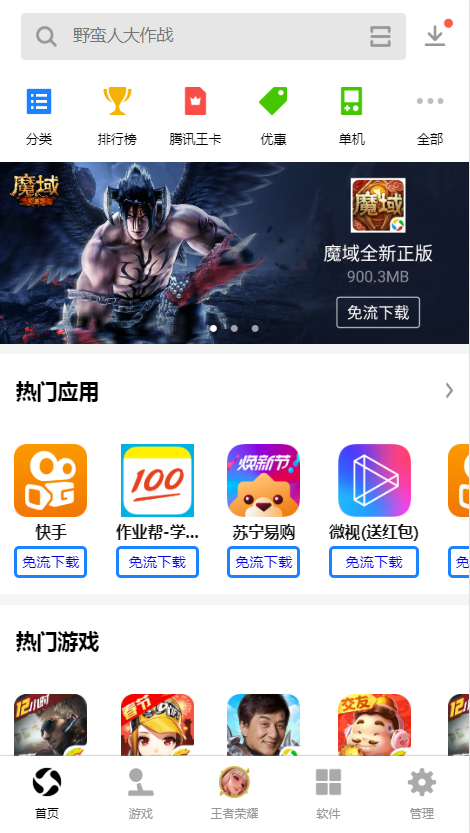 野蛮人大作战
分类
排行榜
腾讯王卡
优惠
单机
全部
魔域
魔域
魔域全新正版
900.3MB
免流下载
热门应用
100
焕新节
快手
作业帮-学...
苏宁易购
微视(送红包)
免流下载
免流下载
免流下载
免流下载
免
热门游戏
12小时
春节
交友
12
首页
游戏
王者荣耀
软件
管理